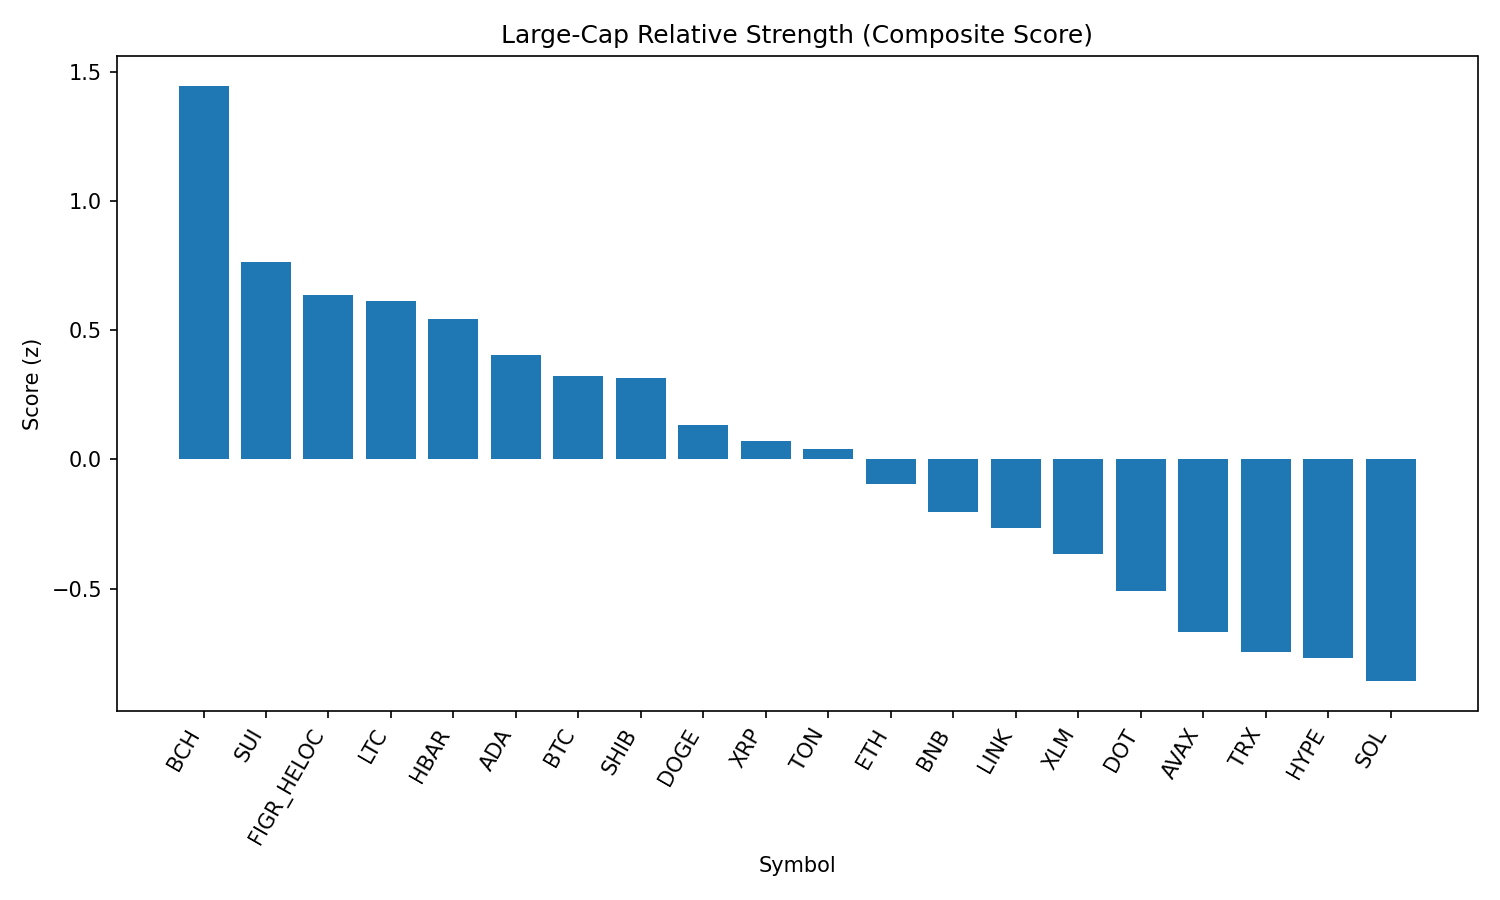 Large-Cap Relative Strength (Composite Score)
1.5
1.0
0.5
0.0
−0.5
Score (z)
BCH
SUI
FIGR_HELOC
LTC
HBAR
ADA
BTC
SHIB
DOGE
XRP
TON
ETH
BNB
LINK
XLM
DOT
AVAX
TRX
HYPE
SOL
Symbol